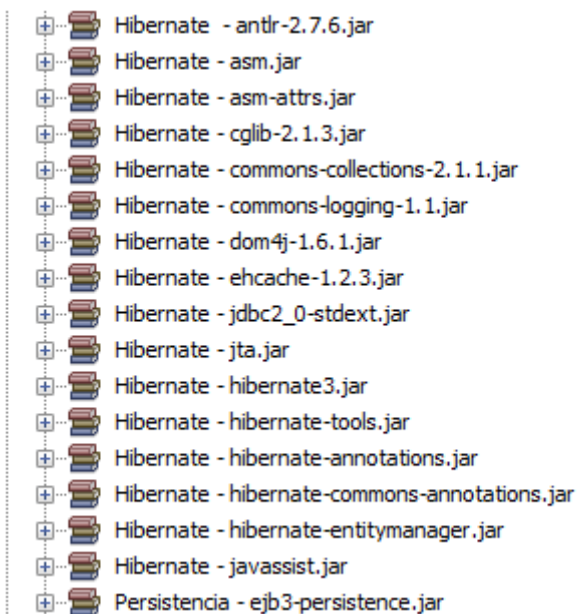 Hibernate - antlr-2.7.6.jar
Hibernate - asm.jar
Hibernate - asm-attrs.jar
Hibernate - cglib-2.1.3.jar
Hibernate - commons-collections-2.1.1.jar
Hibernate - commons-logging-1.1.jar
Hibernate - dom4j-1.6.1.jar
Hibernate - ehcache-1.2.3.jar
Hibernate - jdbc2_0-stdext.jar
Hibernate - jta.jar
Hibernate - hibernate3.jar
Hibernate - hibernate-tools.jar
Hibernate - hibernate-annotations.jar
Hibernate - hibernate-commons-annotations.jar
Hibernate - hibernate-entitymanager.jar
Hibernate - javassist.jar
Persistencia - ejb3-persistence.jar